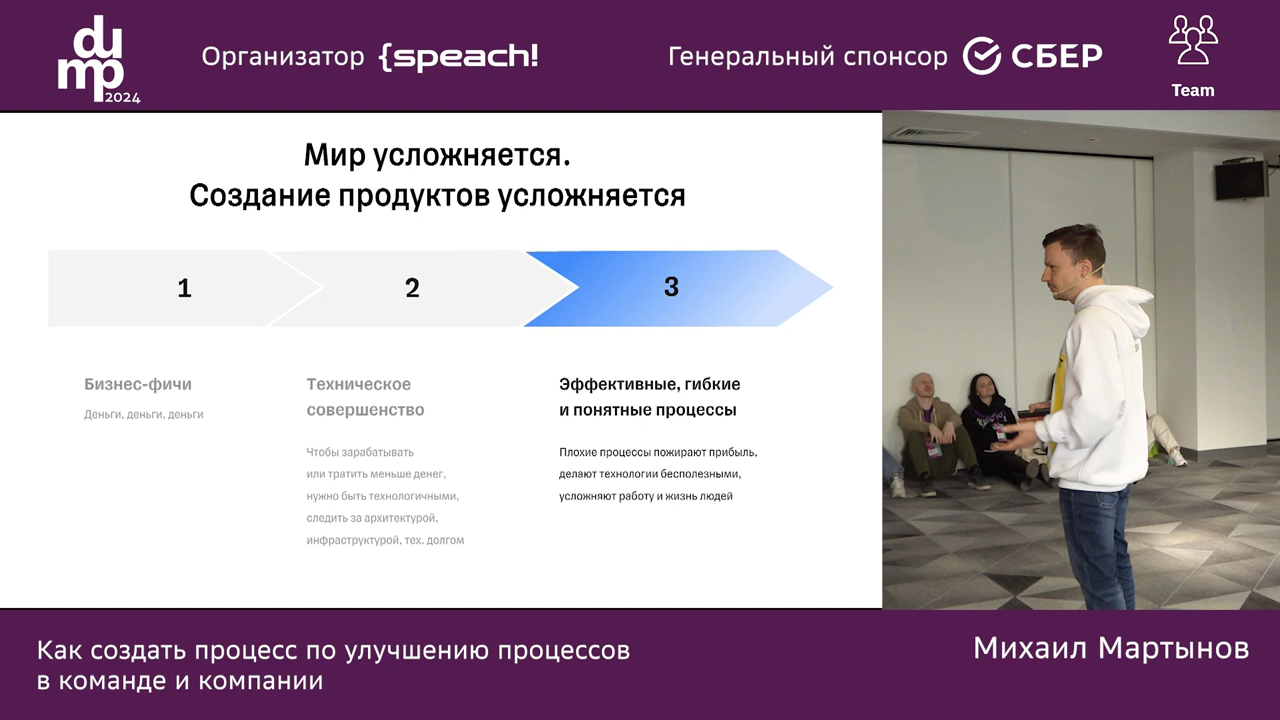 dump
2024
Организатор {speach!
Генеральный спонсор СБЕР
Team
Мир усложняется.
Создание продуктов усложняется
1
2
3
Бизнес-фичи
Деньги, деньги, деньги
Техническое
совершенство
Чтобы зарабатывать
или тратить меньше денег,
нужно быть технологичными,
следить за архитектурой,
инфраструктурой, тех. долгом
Эффективные, гибкие
и понятные процессы
Плохие процессы пожирают прибыль,
делают технологии бесполезными,
усложняют работу и жизнь людей
Как создать процесс по улучшению процессов
в команде и компании
Михаил Мартынов